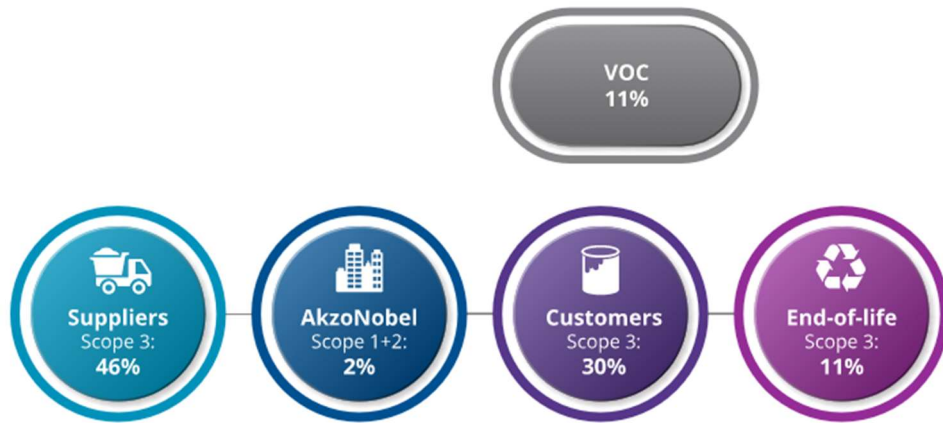 VOC
11%
Suppliers
Scope 3:
46%
AkzoNobel
Scope 1+2:
2%
Customers
Scope 3:
30%
End-of-life
Scope 3:
11%